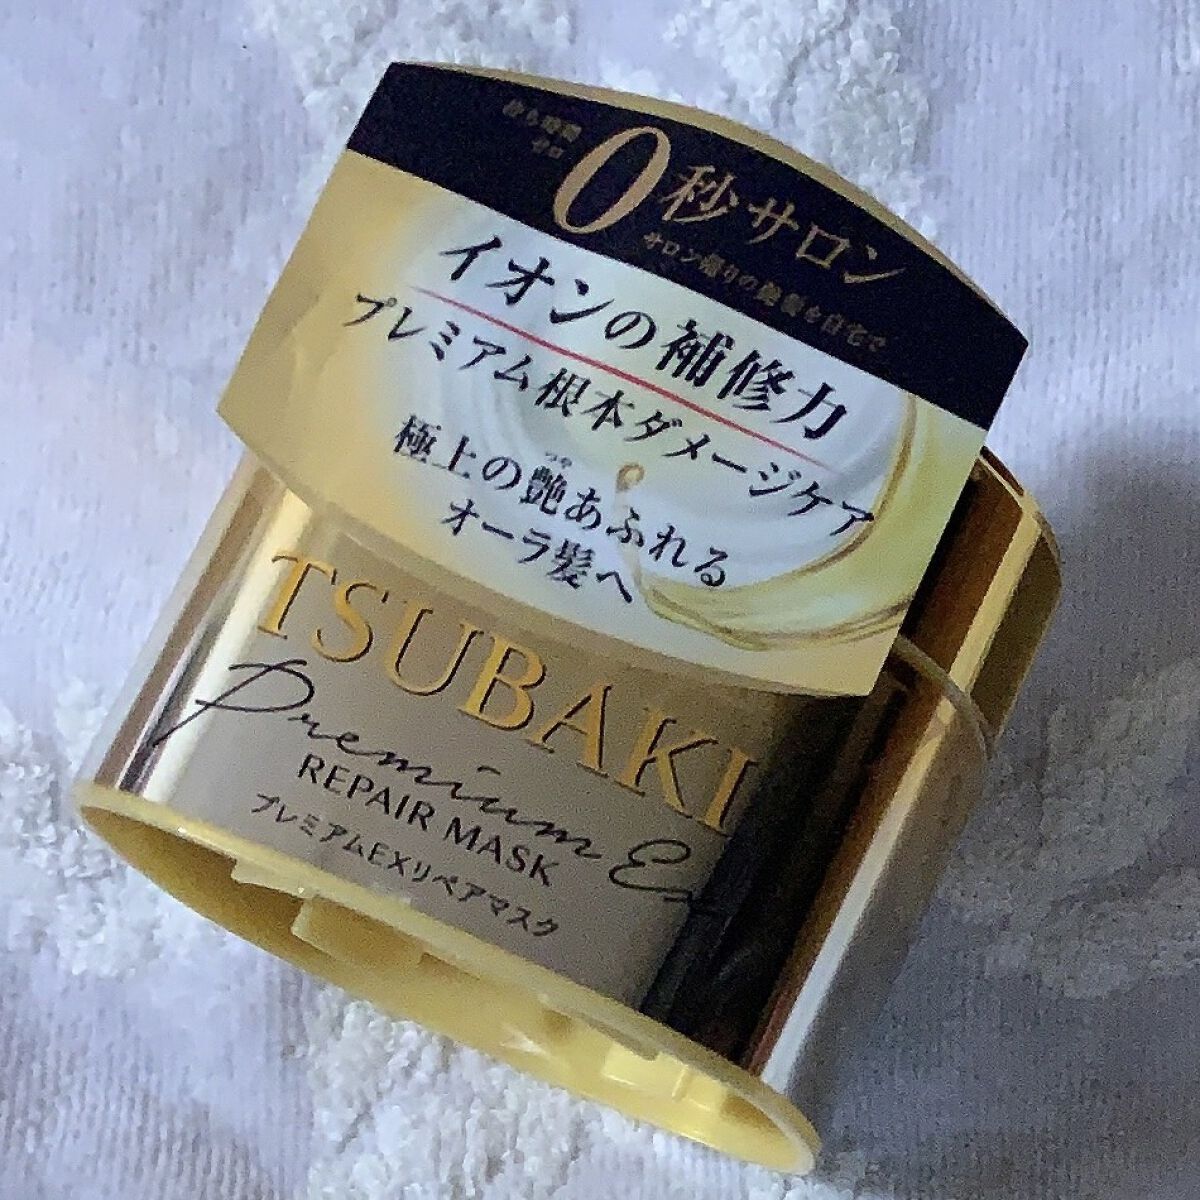 待ち時間
ゼロ
0秒サロン
サロン帰りの艶髪を自宅で
イオンの補修力
プレミアム根本ダメージケア
つや
極上の艶あふれる
オーラ髪へ
TSUBAKI
Premium Ex
REPAIR MASK
プレミアムEXリペアマスク